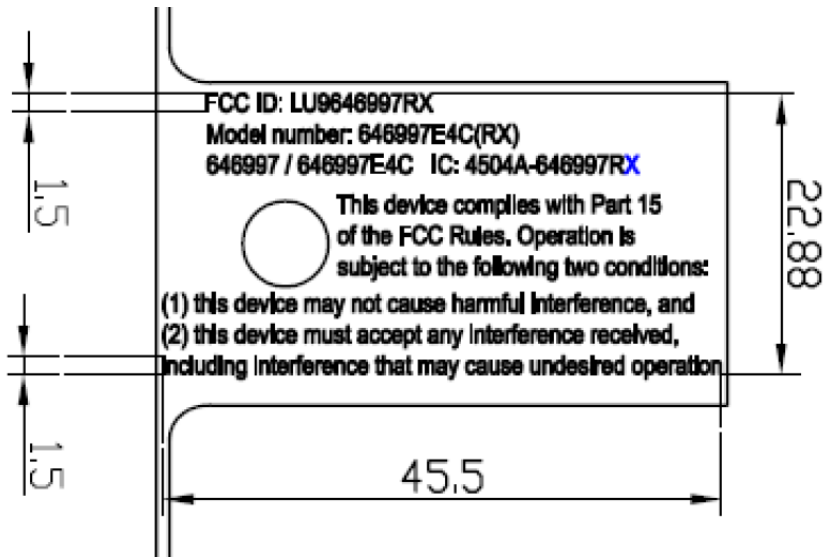 FCC ID: LU9646997RX
Model number: 646997E4C(RX)
646997 / 646997E4C IC: 4504A-646997RX
This device complies with Part 15
of the FCC Rules. Operation is
subject to the following two conditions:
(1) this device may not cause harmful interference, and
(2) this device must accept any interference received,
including interference that may cause undesired operation
1.5
1.5
22.88
45.5